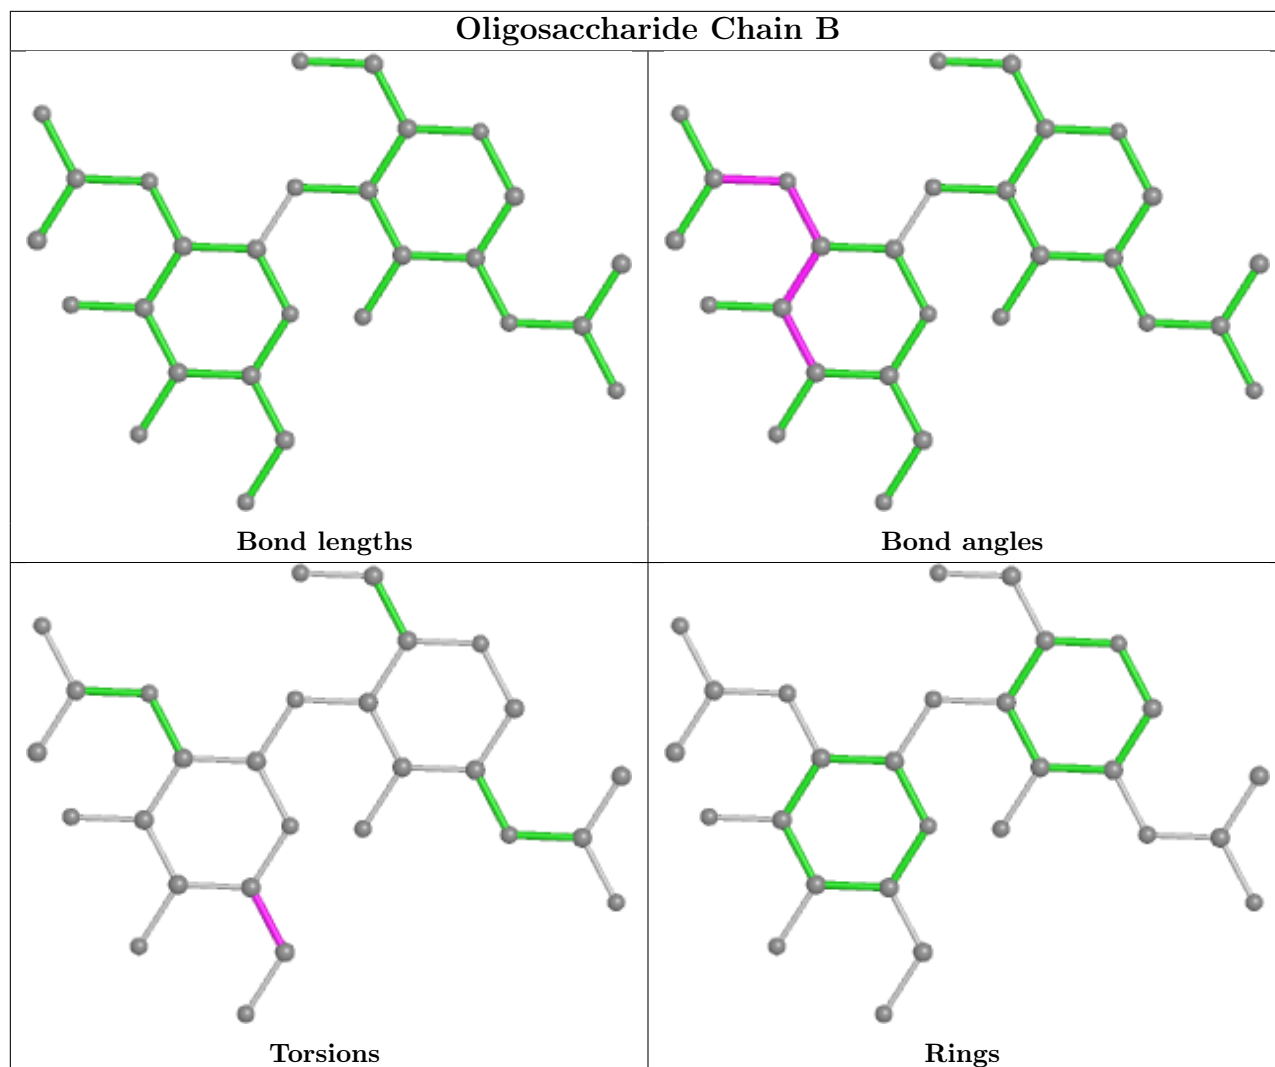 Oligosaccharide Chain B
Bond lengths
Bond angles
Torsions
Rings